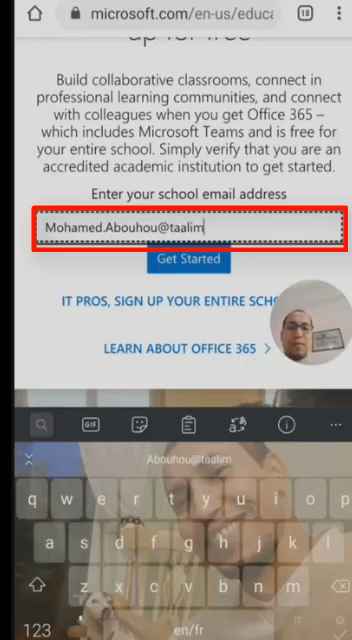 microsoft.com/en-us/educa
18
up for free
Build collaborative classrooms, connect in
professional learning communities, and connect
with colleagues when you get Office 365 –
which includes Microsoft Teams and is free for
your entire school. Simply verify that you are an
accredited academic institution to get started.
Enter your school email address
Mohamed.Abouhou@taalim
Get Started
IT PROS, SIGN UP YOUR ENTIRE SCHO
LEARN ABOUT OFFICE 365 >
GIF
Abouhou@taalim
q w e r t y u i o p
a s d f g h j k l
z x c v b n m
123
en/fr